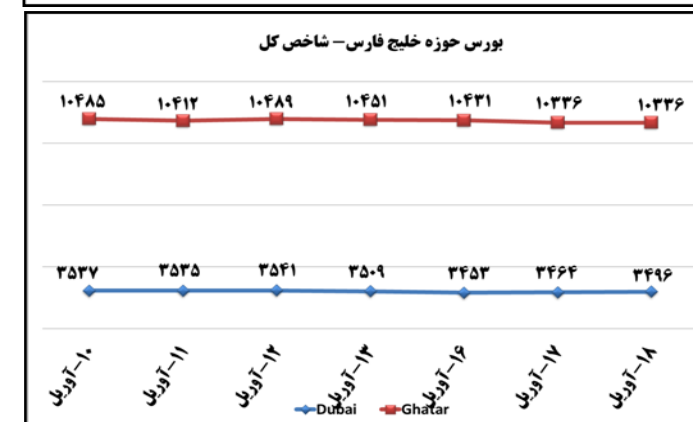 بورس حوزه خلیج فارس– شاخص کل
۱۰۴۸۵ ۱۰۴۱۲ ۱۰۴۸۹ ۱۰۴۵۱ ۱۰۴۳۱ ۱۰۳۳۶ ۱۰۳۳۶
۳۵۳۷ ۳۵۳۵ ۳۵۴۱ ۳۵۰۹ ۳۴۵۳ ۳۴۶۴ ۳۴۹۶
۱۰–آوریل ۱۱–آوریل ۱۲–آوریل ۱۳–آوریل ۱۶–آوریل ۱۷–آوریل ۱۸–آوریل
Dubai Ghatar